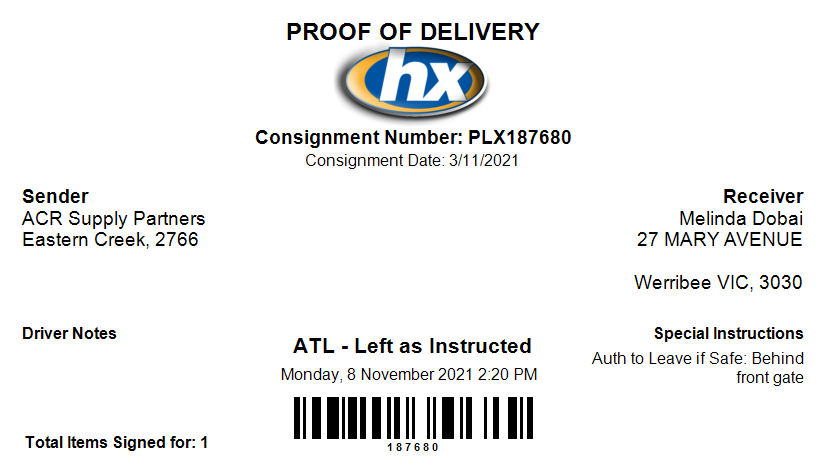 PROOF OF DELIVERY
hx
Consignment Number: PLX187680
Consignment Date: 3/11/2021
Sender
ACR Supply Partners
Eastern Creek, 2766
Receiver
Melinda Dobai
27 MARY AVENUE
Werribee VIC, 3030
Driver Notes
ATL - Left as Instructed
Monday, 8 November 2021 2:20 PM
Special Instructions
Auth to Leave if Safe: Behind
front gate
187680
Total Items Signed for: 1